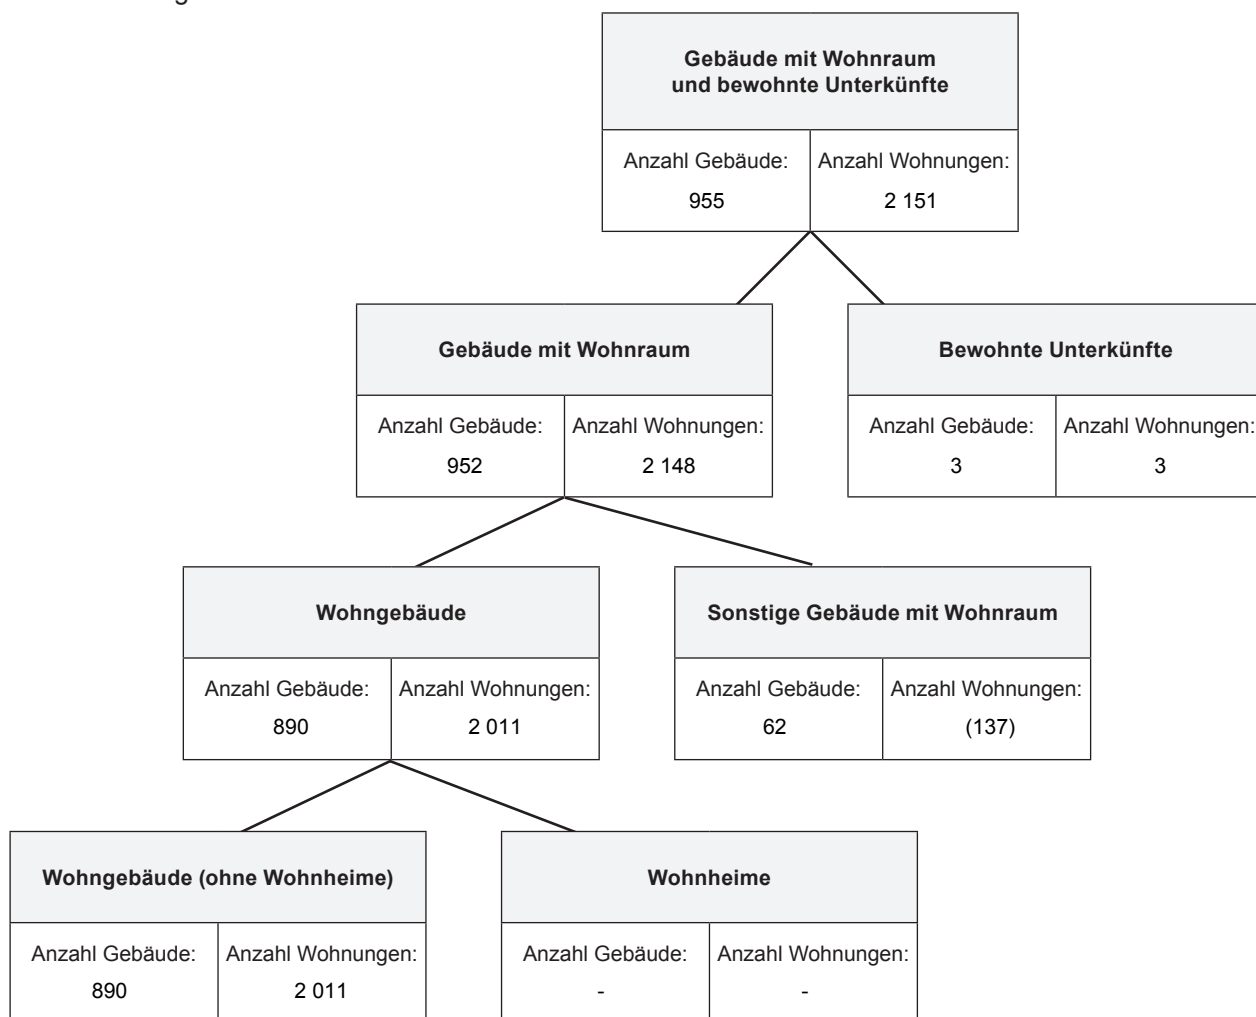 Gebäude mit Wohnraum
und bewohnte Unterkünfte
Anzahl Gebäude: Anzahl Wohnungen:
955 2 151
Gebäude mit Wohnraum
Bewohnte Unterkünfte
Anzahl Gebäude: Anzahl Wohnungen:
952 2 148
Anzahl Gebäude: Anzahl Wohnungen:
3 3
Wohngebäude
Sonstige Gebäude mit Wohnraum
Anzahl Gebäude: Anzahl Wohnungen:
890 2 011
Anzahl Gebäude: Anzahl Wohnungen:
62 (137)
Wohngebäude (ohne Wohnheime)
Wohnheime
Anzahl Gebäude: Anzahl Wohnungen:
890 2 011
Anzahl Gebäude: Anzahl Wohnungen:
- -